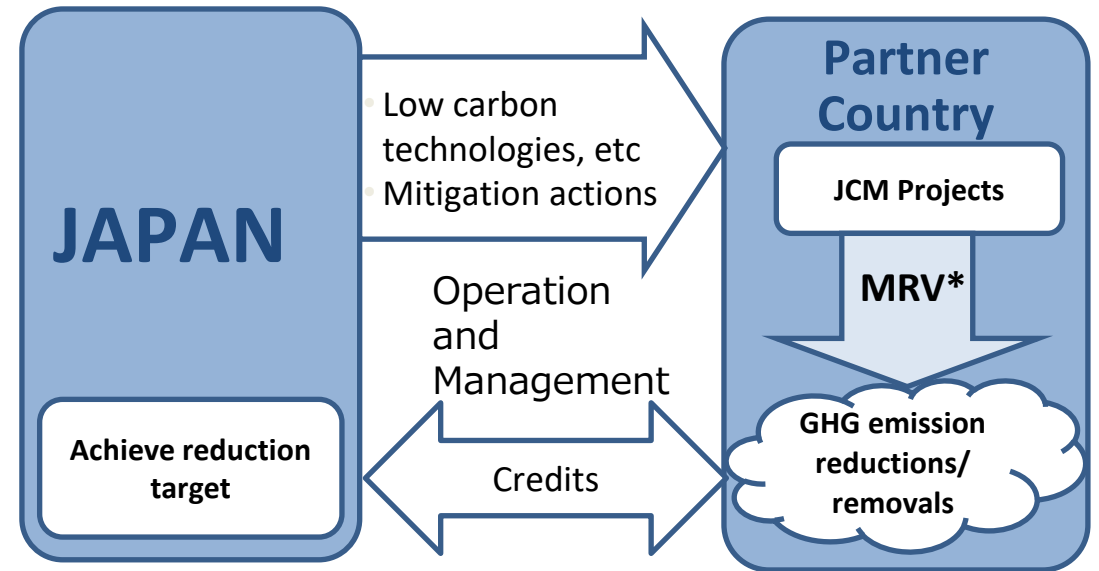 JAPAN
Achieve reduction
target
• Low carbon
technologies, etc
• Mitigation actions
Operation
and
Management
Credits
Partner
Country
JCM Projects
MRV*
GHG emission
reductions/
removals